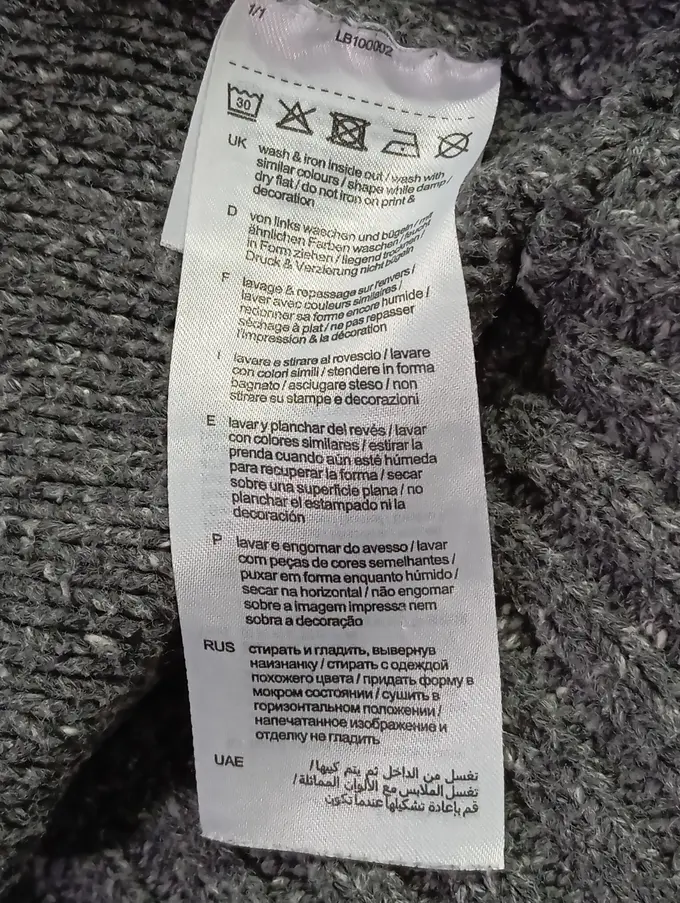 1/1
LB100002
30
UK wash & iron inside out / wash with
similar colours / shape while damp /
dry flat / do not iron on print &
decoration
D von links waschen und bügeln / mit
ähnlichen Farben waschen / feucht
in Form ziehen / liegend trocknen /
Druck & Verzierung nicht bügeln
F lavage & repassage sur l'envers /
laver avec couleurs similaires /
redonner sa forme encore humide /
séchage à plat / ne pas repasser
l'impression & la décoration
I lavare e stirare al rovescio / lavare
con colori simili / stendere in forma
bagnato / asciugare steso / non
stirare su stampe e decorazioni
E lavar y planchar del revés / lavar
con colores similares / estirar la
prenda cuando aún esté húmeda
para recuperar la forma / secar
sobre una superficie plana / no
planchar el estampado ni la
decoración
P lavar e engomar do avesso / lavar
com peças de cores semelhantes /
puxar em forma enquanto húmido /
secar na horizontal / não engomar
sobre a imagem impressa nem
sobra a decoração
RUS стирать и гладить, вывернув
наизнанку / стирать с одеждой
похожего цвета / придать форму в
мокром состоянии / сушить в
горизонтальном положении /
напечатанное изображение и
отделку не гладить
UAE تغسل من الداخل ثم يتم كيها /
تغسل الملابس مع الألوان المماثلة /
قم بإعادة تشكيلها عندما تكون